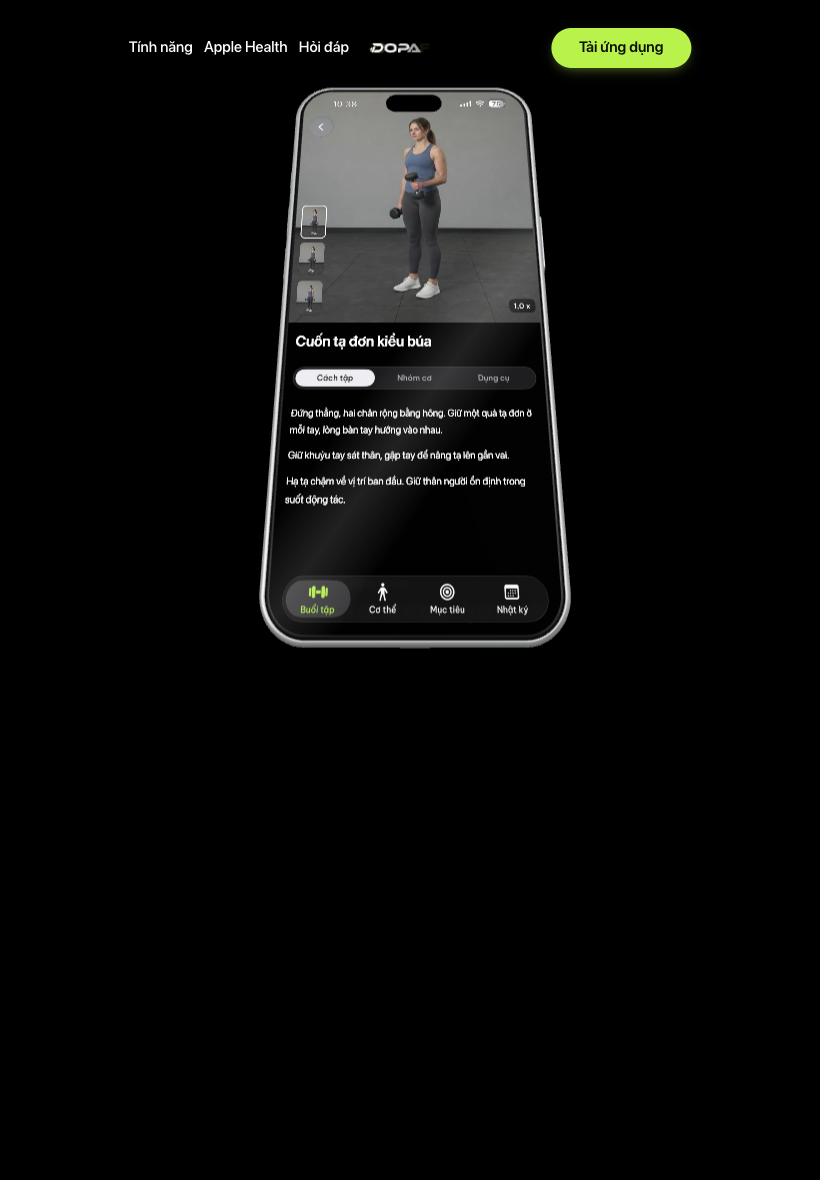 Tính năng
Apple Health
Hỏi đáp
DOPA
Tải ứng dụng
10:38
1,0 x
Cuốn tạ đơn kiểu búa
Cách tập
Nhóm cơ
Dụng cụ
Đứng thẳng, hai chân rộng bằng hông. Giữ một quả tạ đơn ở
mỗi tay, lòng bàn tay hướng vào nhau.
Giữ khuỷu tay sát thân, gập tay để nâng tạ lên gần vai.
Hạ tạ chậm về vị trí ban đầu. Giữ thân người ổn định trong
suốt động tác.
Buổi tập
Cơ thể
Mục tiêu
Nhật ký